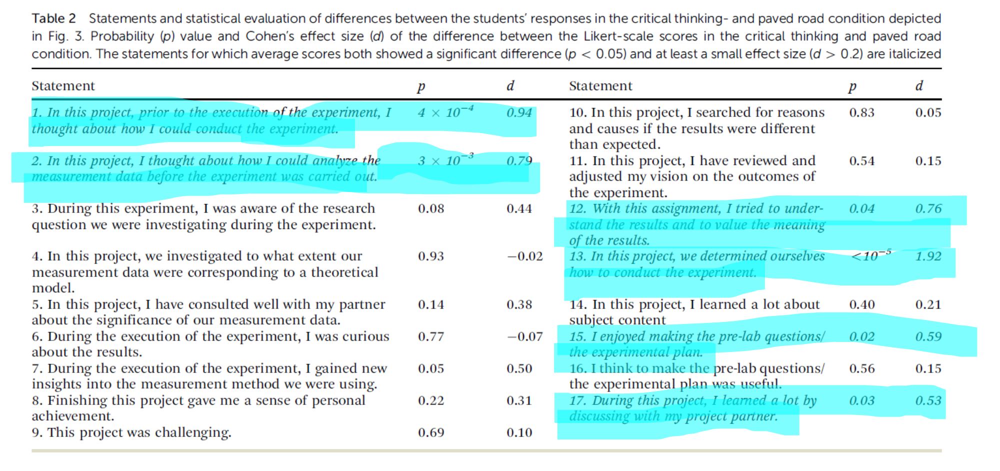 Table 2 Statements and statistical evaluation of differences between the students' responses in the critical thinking- and paved road condition depicted
in Fig. 3. Probability (p) value and Cohen's effect size (d) of the difference between the Likert-scale scores in the critical thinking and paved road
condition. The statements for which average scores both showed a significant difference (p < 0.05) and at least a small effect size (d > 0.2) are italicized
Statement p d
1. In this project, prior to the execution of the experiment, I 4 × 10⁻⁴ 0.94
thought about how I could conduct the experiment.
2. In this project, I thought about how I could analyze the 3 × 10⁻³ 0.79
measurement data before the experiment was carried out.
3. During this experiment, I was aware of the research 0.08 0.44
question we were investigating during the experiment.
4. In this project, we investigated to what extent our 0.93 −0.02
measurement data were corresponding to a theoretical
model.
5. In this project, I have consulted well with my partner 0.14 0.38
about the significance of our measurement data.
6. During the execution of the experiment, I was curious 0.77 −0.07
about the results.
7. During the execution of the experiment, I gained new 0.05 0.50
insights into the measurement method we were using.
8. Finishing this project gave me a sense of personal 0.22 0.31
achievement.
9. This project was challenging. 0.69 0.10
Statement p d
10. In this project, I searched for reasons 0.83 0.05
and causes if the results were different
than expected.
11. In this project, I have reviewed and 0.54 0.15
adjusted my vision on the outcomes of
the experiment.
12. With this assignment, I tried to under- 0.04 0.76
stand the results and to value the meaning
of the results.
13. In this project, we determined ourselves <10⁻⁵ 1.92
how to conduct the experiment.
14. In this project, I learned a lot about 0.40 0.21
subject content
15. I enjoyed making the pre-lab questions/ 0.02 0.59
the experimental plan.
16. I think to make the pre-lab questions/ 0.56 0.15
the experimental plan was useful.
17. During this project, I learned a lot by 0.03 0.53
discussing with my project partner.